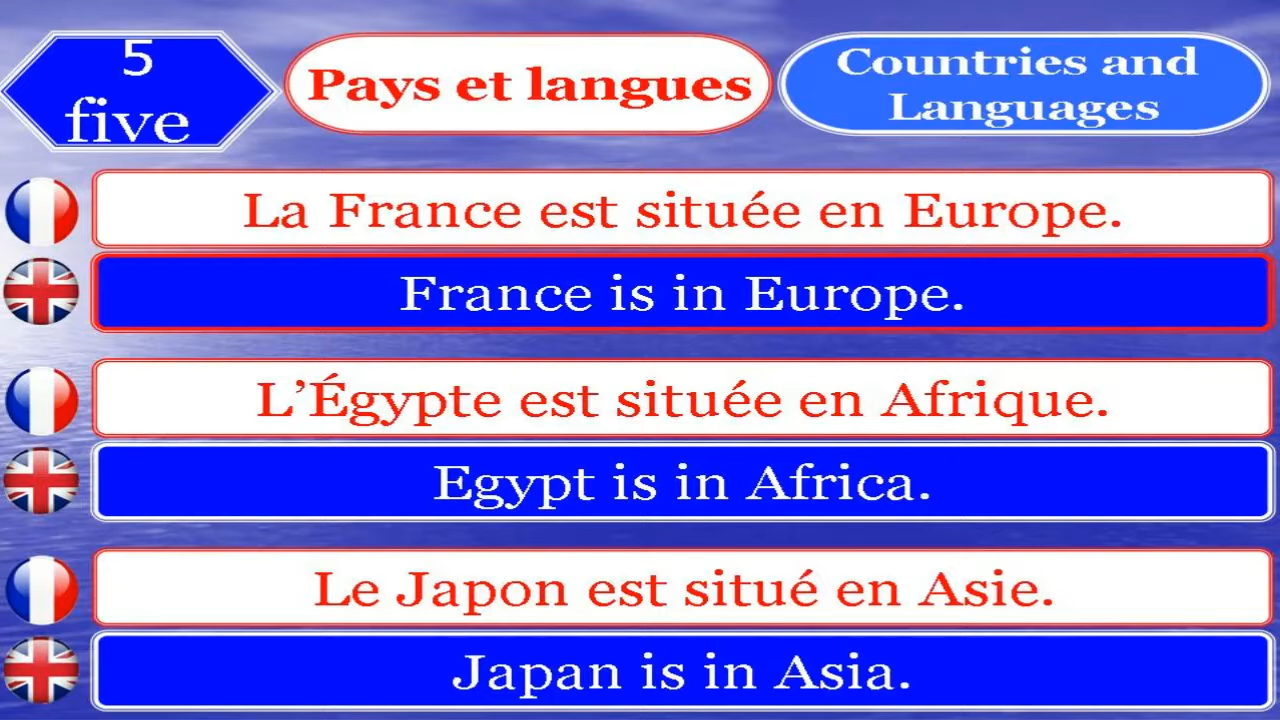 5
five
Pays et langues
Countries and
Languages
La France est située en Europe.
France is in Europe.
L’Égypte est située en Afrique.
Egypt is in Africa.
Le Japon est situé en Asie.
Japan is in Asia.